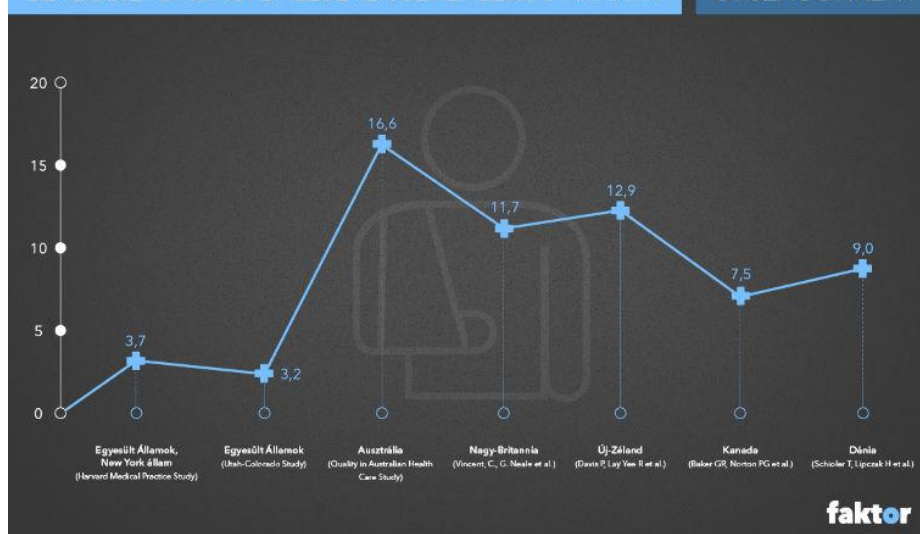 20
15
10
5
0
3,7
3,2
16,6
11,7
12,9
7,5
9,0
Egyesült Államok,
New York állam
(Harvard Medical Practice Study)
Egyesült Államok
(Utah-Colorado Study)
Ausztrália
(Quality in Australian Health
Care Study)
Nagy-Britannia
(Vincent, C., G. Neale et al.)
Új-Zéland
(Davis P, Lay Yee R et al.)
Kanada
(Baker GR, Norton PG et al.)
Dánia
(Schioler T, Lipczak H et al.)
faktor